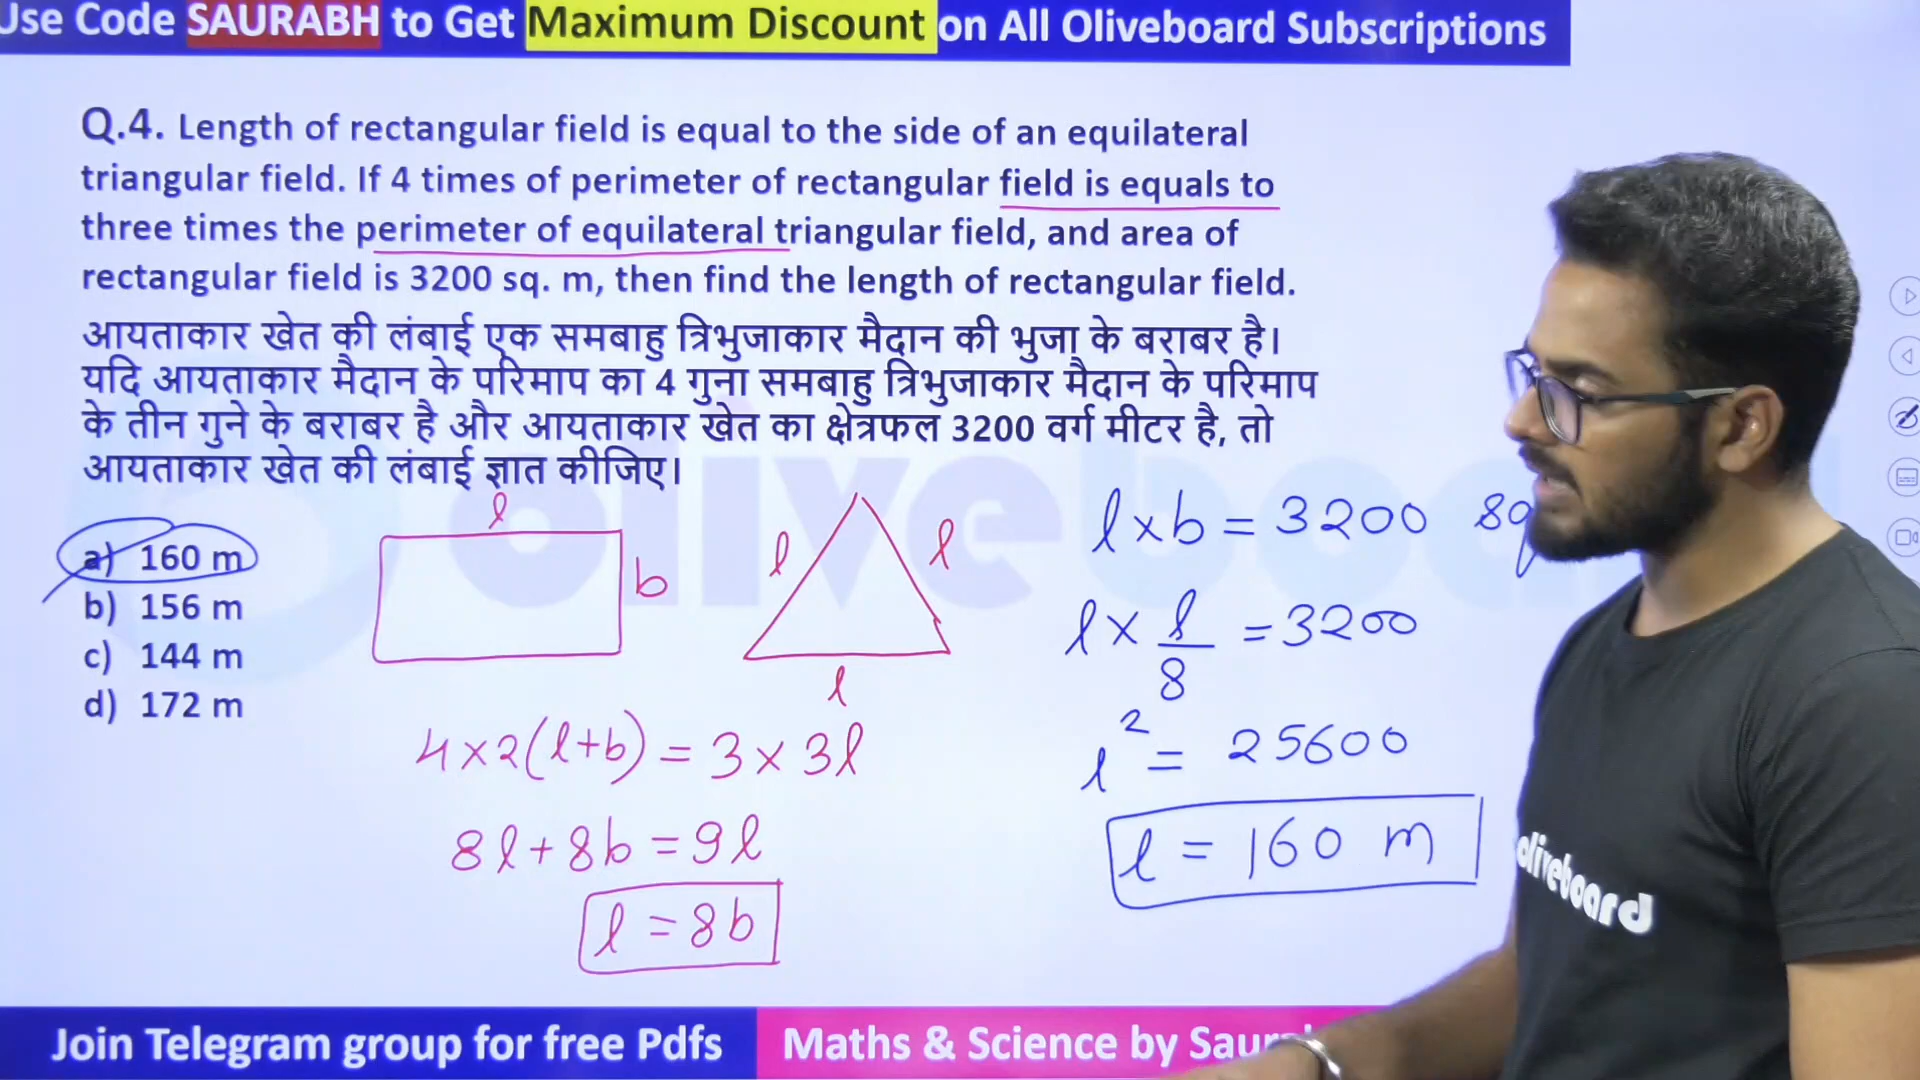 Use Code SAURABH to Get Maximum Discount on All Oliveboard Subscriptions
Q.4. Length of rectangular field is equal to the side of an equilateral
triangular field. If 4 times of perimeter of rectangular field is equals to
three times the perimeter of equilateral triangular field, and area of
rectangular field is 3200 sq. m, then find the length of rectangular field.
आयताकार खेत की लंबाई एक समबाहु त्रिभुजाकार मैदान की भुजा के बराबर है।
यदि आयताकार मैदान के परिमाप का 4 गुना समबाहु त्रिभुजाकार मैदान के परिमाप
के तीन गुने के बराबर है और आयताकार खेत का क्षेत्रफल 3200 वर्ग मीटर है, तो
आयताकार खेत की लंबाई ज्ञात कीजिए।
a) 160 m
b) 156 m
c) 144 m
d) 172 m
l
b
l
l
l
4×2(l+b) = 3×3l
8l+8b=9l
l = 8b
l×b = 3200 sq
l × l/8 = 3200
l² = 25600
l = 160 m
oliveboard
Join Telegram group for free Pdfs
Maths & Science by